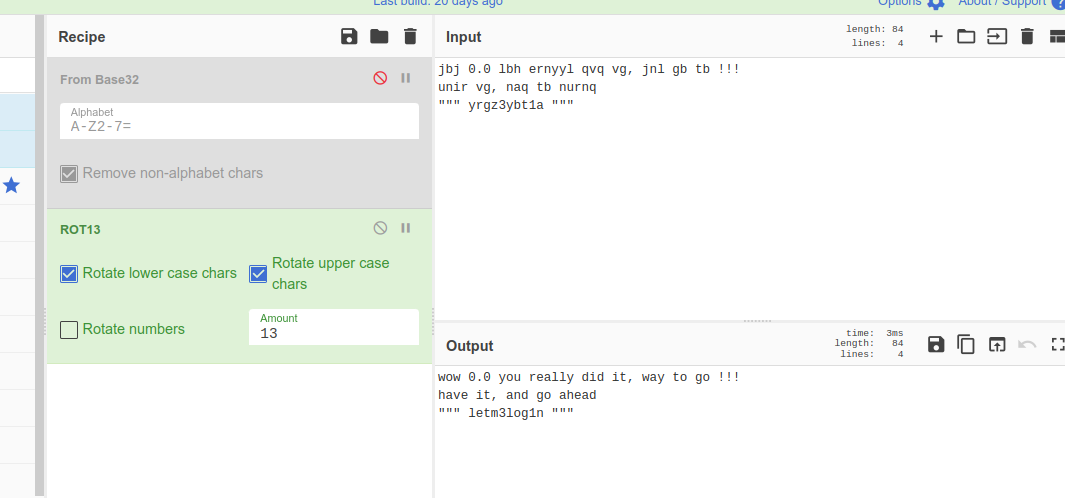 Last build: 20 days ago
Options
About / Support
Recipe
From Base32
Alphabet
A-Z2-7=
Remove non-alphabet chars
ROT13
Rotate lower case chars
Rotate upper case
chars
Rotate numbers
Amount
13
Input
length: 84
lines: 4
jbj 0.0 lbh ernyyl qvq vg, jnl gb tb !!!
unir vg, naq tb nurnq
""" yrgz3ybt1a """
Output
time: 3ms
length: 84
lines: 4
wow 0.0 you really did it, way to go !!!
have it, and go ahead
""" letm3log1n """